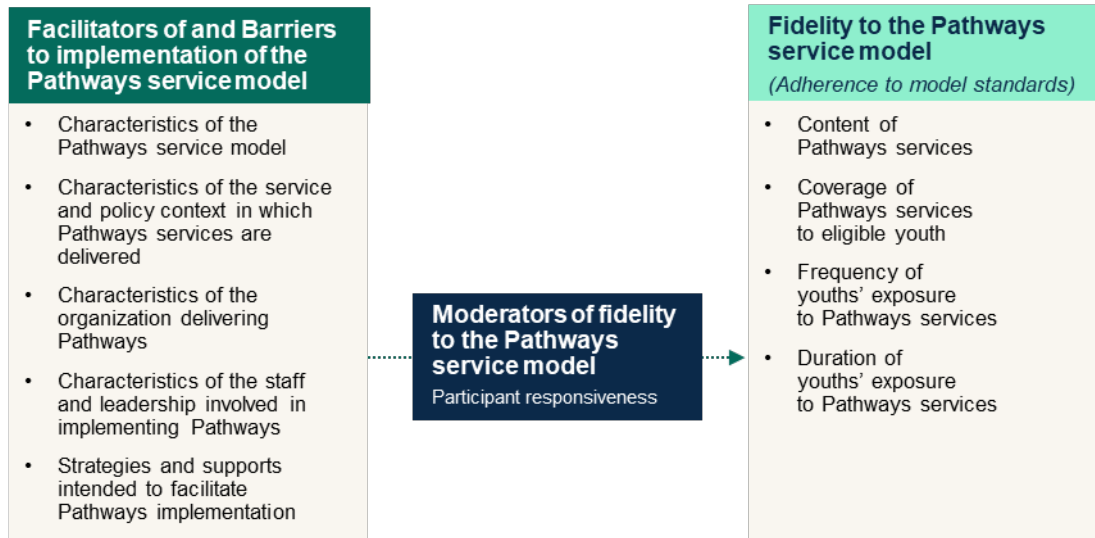 Facilitators of and Barriers
to implementation of the
Pathways service model
• Characteristics of the
Pathways service model
• Characteristics of the service
and policy context in which
Pathways services are
delivered
• Characteristics of the
organization delivering
Pathways
• Characteristics of the staff
and leadership involved in
implementing Pathways
• Strategies and supports
intended to facilitate
Pathways implementation
Moderators of fidelity
to the Pathways
service model
Participant responsiveness
Fidelity to the Pathways
service model
(Adherence to model standards)
• Content of
Pathways services
• Coverage of
Pathways services
to eligible youth
• Frequency of
youths’ exposure
to Pathways services
• Duration of
youths’ exposure
to Pathways services